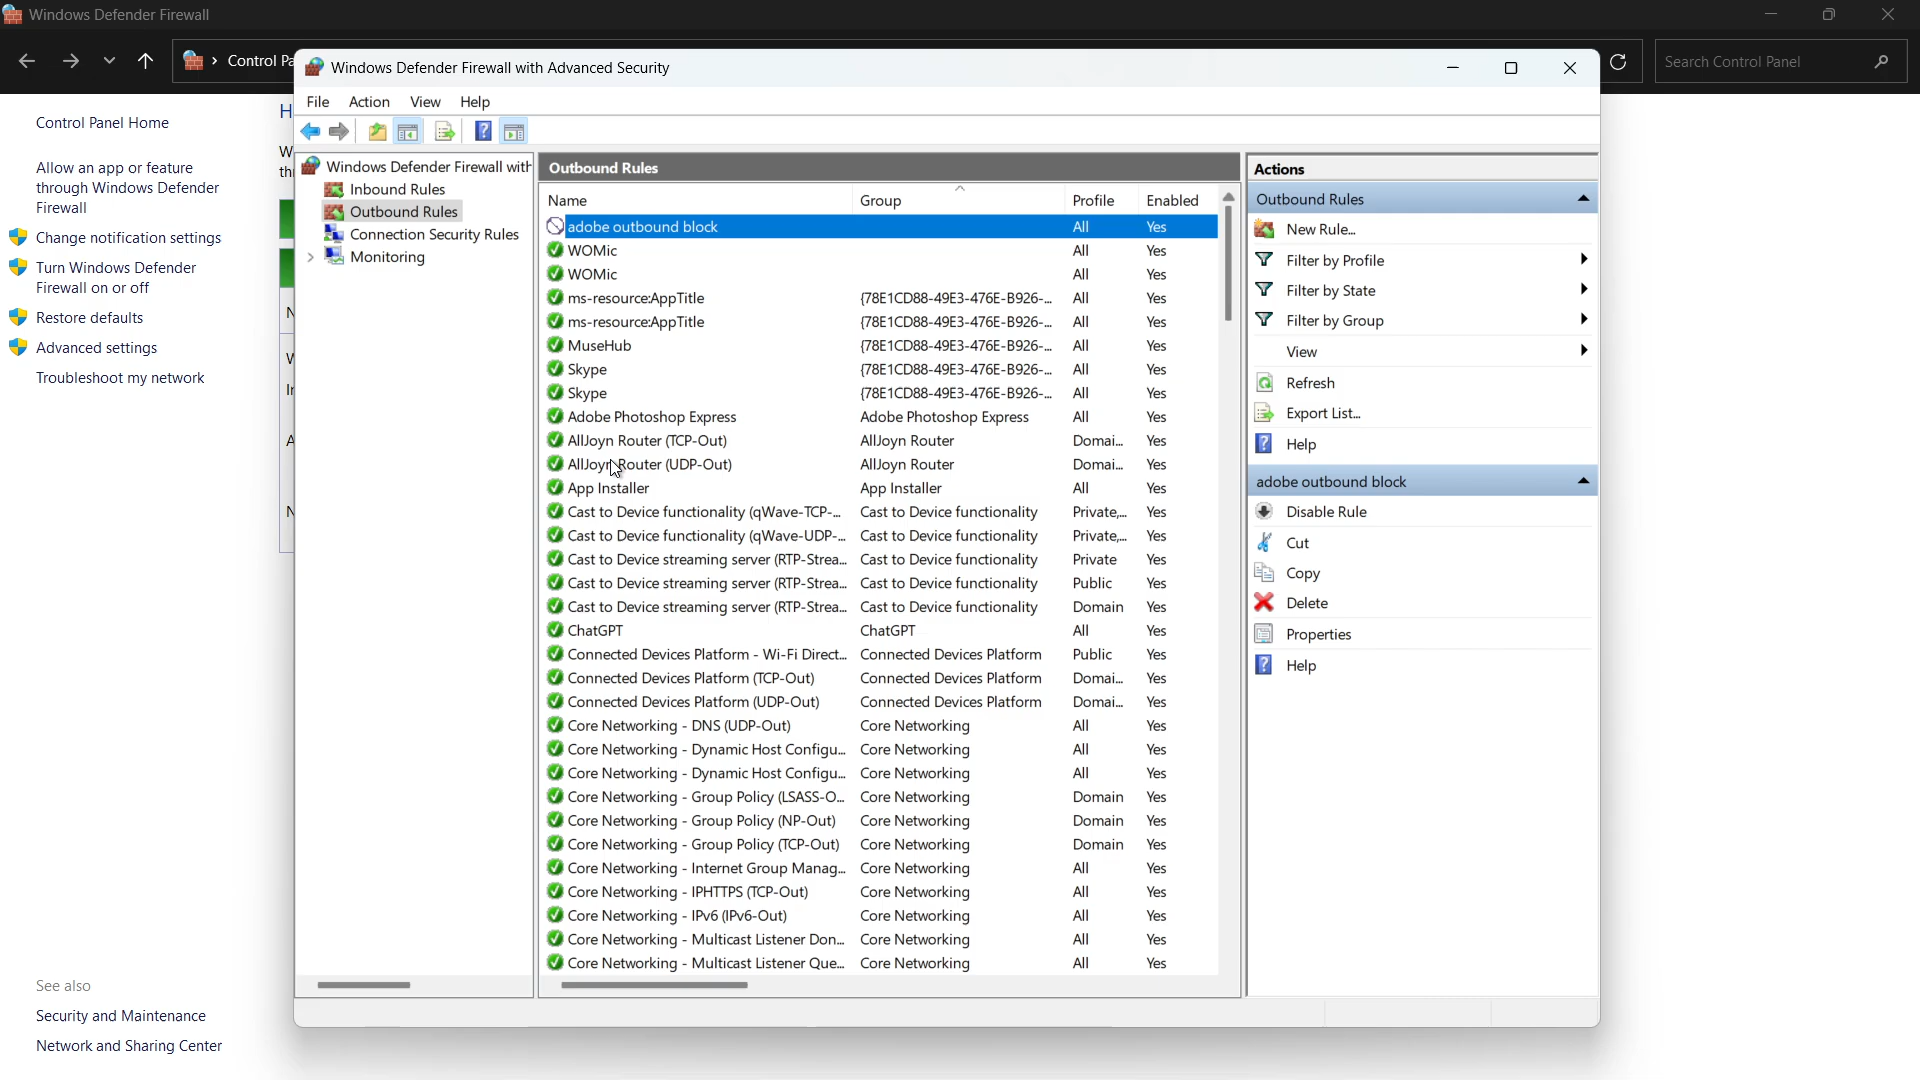 Windows Defender Firewall
Control Pa
Search Control Panel
Control Panel Home
Allow an app or feature
through Windows Defender
Firewall
Change notification settings
Turn Windows Defender
Firewall on or off
Restore defaults
Advanced settings
Troubleshoot my network
See also
Security and Maintenance
Network and Sharing Center
H
W
th
N
W
Ir
A
N
Windows Defender Firewall with Advanced Security
File Action View Help
Windows Defender Firewall with
Inbound Rules
Outbound Rules
Connection Security Rules
Monitoring
Outbound Rules
Name Group Profile Enabled
adobe outbound block All Yes
WOMic All Yes
WOMic All Yes
ms-resource:AppTitle {78E1CD88-49E3-476E-B926-... All Yes
ms-resource:AppTitle {78E1CD88-49E3-476E-B926-... All Yes
MuseHub {78E1CD88-49E3-476E-B926-... All Yes
Skype {78E1CD88-49E3-476E-B926-... All Yes
Skype {78E1CD88-49E3-476E-B926-... All Yes
Adobe Photoshop Express Adobe Photoshop Express All Yes
AllJoyn Router (TCP-Out) AllJoyn Router Domai... Yes
AllJoyn Router (UDP-Out) AllJoyn Router Domai... Yes
App Installer App Installer All Yes
Cast to Device functionality (qWave-TCP-... Cast to Device functionality Private,... Yes
Cast to Device functionality (qWave-UDP-... Cast to Device functionality Private,... Yes
Cast to Device streaming server (RTP-Strea... Cast to Device functionality Private Yes
Cast to Device streaming server (RTP-Strea... Cast to Device functionality Public Yes
Cast to Device streaming server (RTP-Strea... Cast to Device functionality Domain Yes
ChatGPT ChatGPT All Yes
Connected Devices Platform - Wi-Fi Direct... Connected Devices Platform Public Yes
Connected Devices Platform (TCP-Out) Connected Devices Platform Domai... Yes
Connected Devices Platform (UDP-Out) Connected Devices Platform Domai... Yes
Core Networking - DNS (UDP-Out) Core Networking All Yes
Core Networking - Dynamic Host Configu... Core Networking All Yes
Core Networking - Dynamic Host Configu... Core Networking All Yes
Core Networking - Group Policy (LSASS-O... Core Networking Domain Yes
Core Networking - Group Policy (NP-Out) Core Networking Domain Yes
Core Networking - Group Policy (TCP-Out) Core Networking Domain Yes
Core Networking - Internet Group Manag... Core Networking All Yes
Core Networking - IPHTTPS (TCP-Out) Core Networking All Yes
Core Networking - IPv6 (IPv6-Out) Core Networking All Yes
Core Networking - Multicast Listener Don... Core Networking All Yes
Core Networking - Multicast Listener Que... Core Networking All Yes
Actions
Outbound Rules
New Rule...
Filter by Profile
Filter by State
Filter by Group
View
Refresh
Export List...
Help
adobe outbound block
Disable Rule
Cut
Copy
Delete
Properties
Help